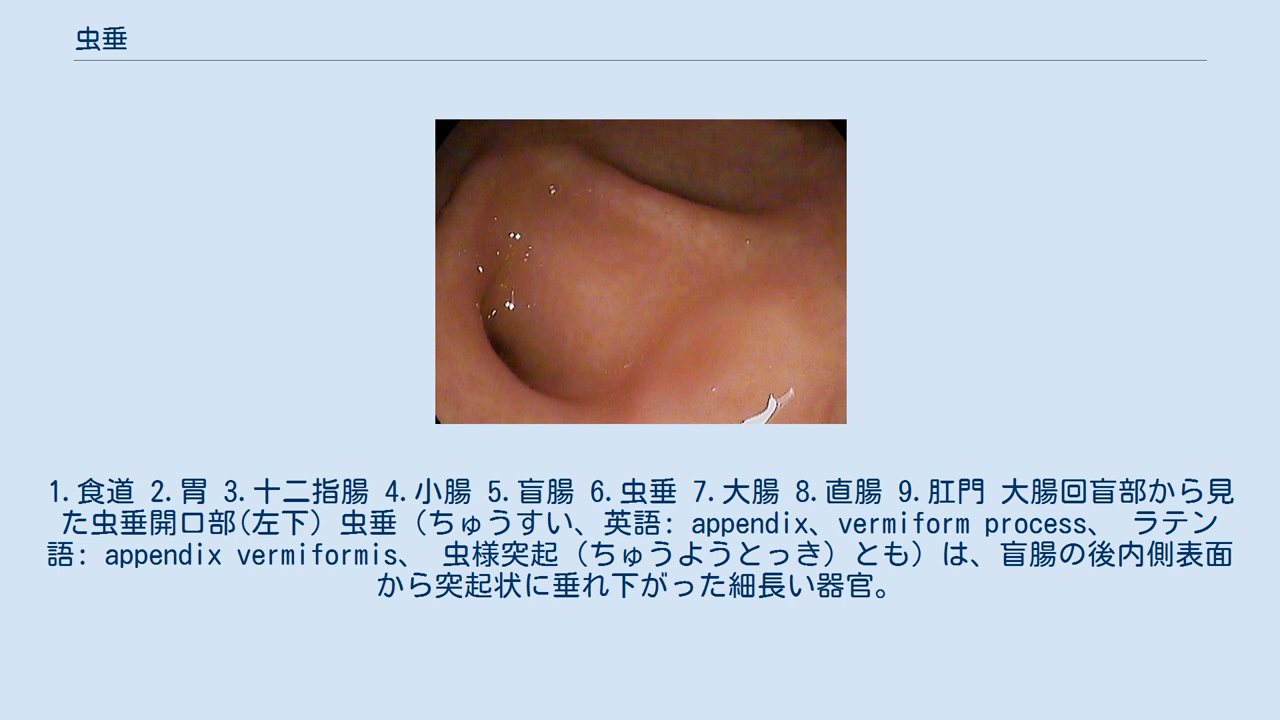 虫垂
1.食道 2.胃 3.十二指腸 4.小腸 5.盲腸 6.虫垂 7.大腸 8.直腸 9.肛門 大腸回盲部から見
た虫垂開口部(左下) 虫垂（ちゅうすい、英語: appendix、vermiform process、 ラテン
語: appendix vermiformis、 虫様突起（ちゅうようとっき）とも）は、盲腸の後内側表面
から突起状に垂れ下がった細長い器官。